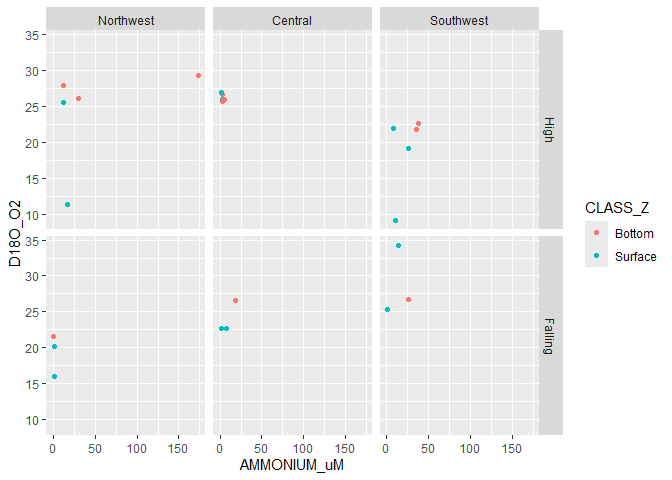 Northwest Central Southwest
35
30
25
20
15
10
High
35
30
25
20
15
10
Falling
D18O_O2
0 50 100 150 0 50 100 150 0 50 100 150
AMMONIUM_uM
CLASS_Z
Bottom
Surface